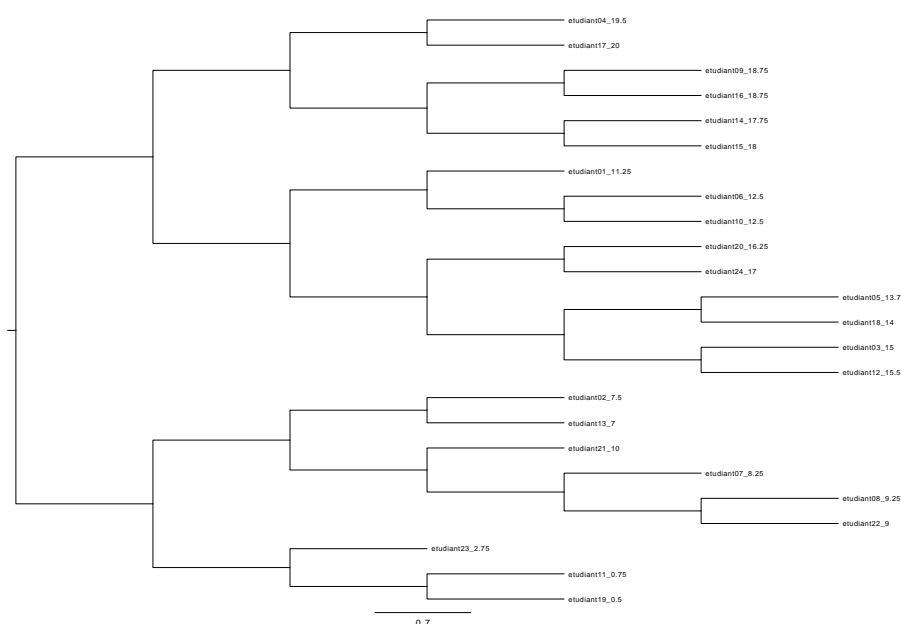 etudiant04_19.5
etudiant17_20
etudiant09_18.75
etudiant16_18.75
etudiant14_17.75
etudiant15_18
etudiant01_11.25
etudiant06_12.5
etudiant10_12.5
etudiant20_16.25
etudiant24_17
etudiant05_13.7
etudiant18_14
etudiant03_15
etudiant12_15.5
etudiant02_7.5
etudiant13_7
etudiant21_10
etudiant07_8.25
etudiant08_9.25
etudiant22_9
etudiant23_2.75
etudiant11_0.75
etudiant19_0.5
0.7